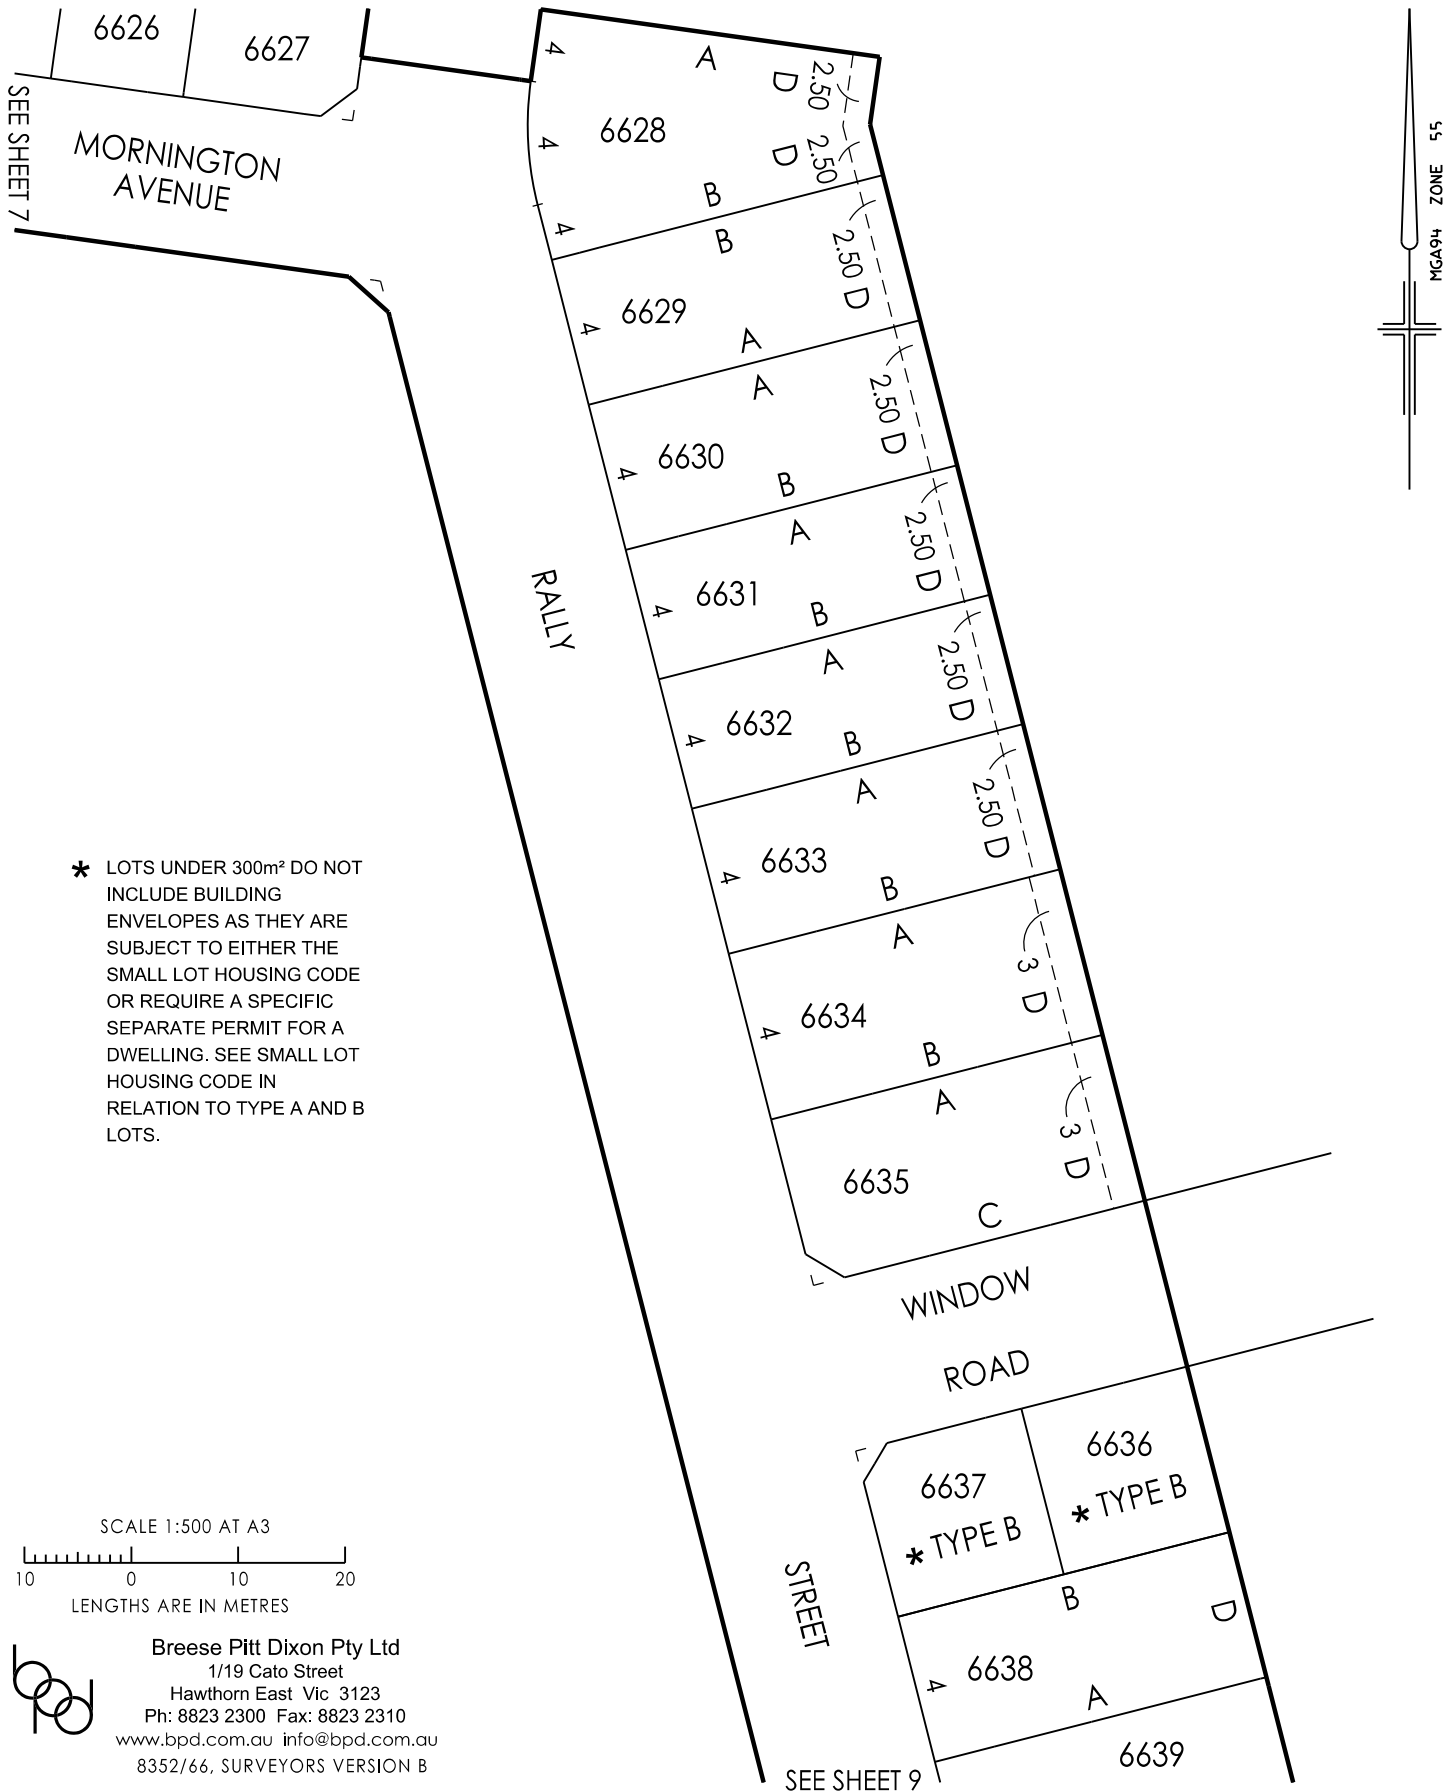 6626
6627
SEE SHEET 7
MORNINGTON
AVENUE
4
A
D
2.50
6628
4
D
2.50
B
4
B
2.50 D
6629
4
A
A
2.50 D
6630
4
B
A
2.50 D
6631
4
B
A
2.50 D
6632
4
B
A
2.50 D
6633
4
B
A
3 D
6634
4
B
A
3 D
6635
C
RALLY
STREET
WINDOW
ROAD
6636
* TYPE B
6637
* TYPE B
B
D
6638
4
A
6639
SEE SHEET 9
MGA94 ZONE 55
* LOTS UNDER 300m² DO NOT
INCLUDE BUILDING
ENVELOPES AS THEY ARE
SUBJECT TO EITHER THE
SMALL LOT HOUSING CODE
OR REQUIRE A SPECIFIC
SEPARATE PERMIT FOR A
DWELLING. SEE SMALL LOT
HOUSING CODE IN
RELATION TO TYPE A AND B
LOTS.
SCALE 1:500 AT A3
10 0 10 20
LENGTHS ARE IN METRES
bpd
Breese Pitt Dixon Pty Ltd
1/19 Cato Street
Hawthorn East Vic 3123
Ph: 8823 2300 Fax: 8823 2310
www.bpd.com.au info@bpd.com.au
8352/66, SURVEYORS VERSION B